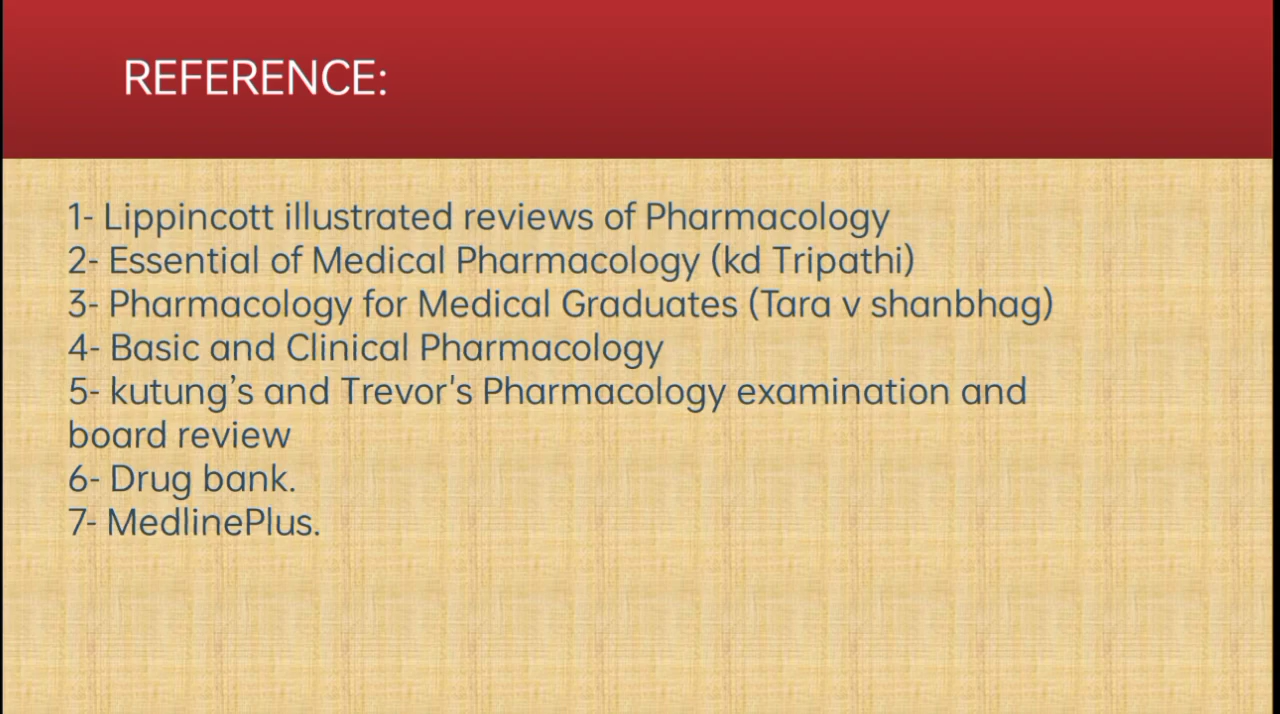 REFERENCE:
1- Lippincott illustrated reviews of Pharmacology
2- Essential of Medical Pharmacology (kd Tripathi)
3- Pharmacology for Medical Graduates (Tara v shanbhag)
4- Basic and Clinical Pharmacology
5- kutung’s and Trevor's Pharmacology examination and
board review
6- Drug bank.
7- MedlinePlus.